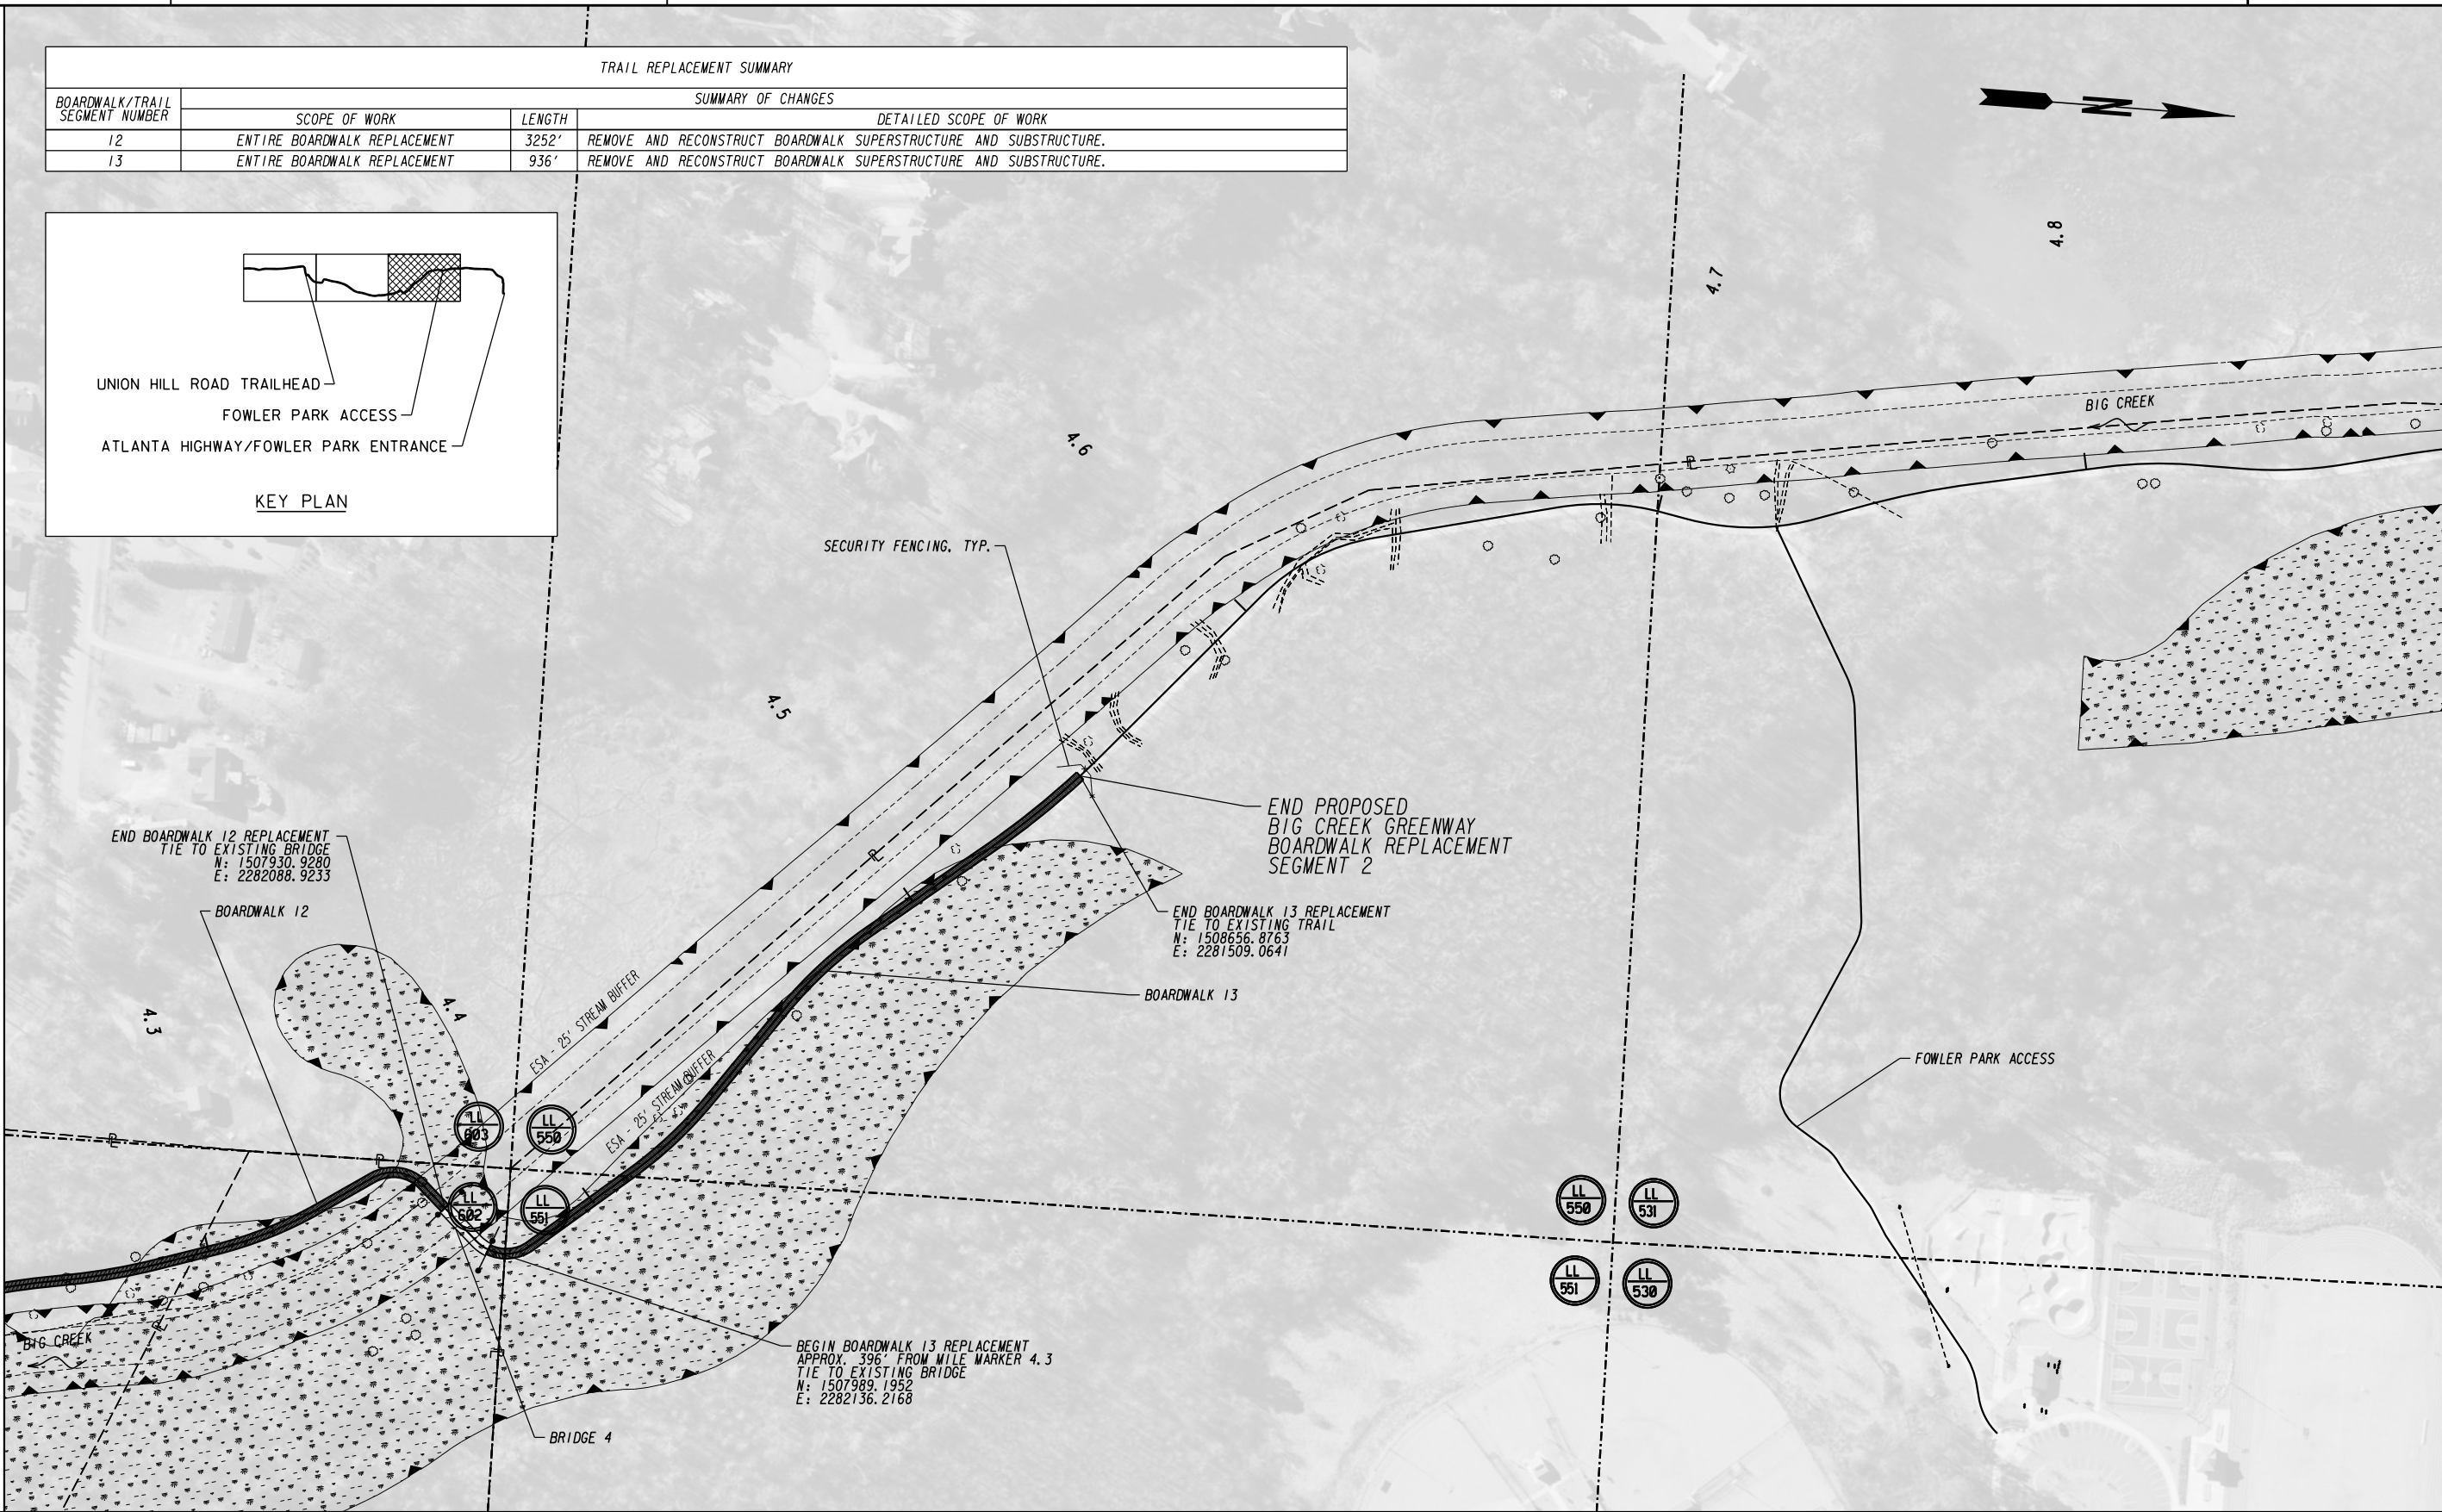 TRAIL REPLACEMENT SUMMARY
BOARDWALK/TRAIL
SEGMENT NUMBER
SUMMARY OF CHANGES
SCOPE OF WORK
LENGTH
DETAILED SCOPE OF WORK
12
ENTIRE BOARDWALK REPLACEMENT
3252'
REMOVE AND RECONSTRUCT BOARDWALK SUPERSTRUCTURE AND SUBSTRUCTURE.
13
ENTIRE BOARDWALK REPLACEMENT
936'
REMOVE AND RECONSTRUCT BOARDWALK SUPERSTRUCTURE AND SUBSTRUCTURE.
N
UNION HILL ROAD TRAILHEAD
FOWLER PARK ACCESS
ATLANTA HIGHWAY/FOWLER PARK ENTRANCE
KEY PLAN
4.8
4.7
4.6
4.5
4.4
4.3
BIG CREEK
PL
SECURITY FENCING, TYP.
END PROPOSED
BIG CREEK GREENWAY
BOARDWALK REPLACEMENT
SEGMENT 2
END BOARDWALK 12 REPLACEMENT
TIE TO EXISTING BRIDGE
N: 1507930.9280
E: 2282088.9233
BOARDWALK 12
PL
END BOARDWALK 13 REPLACEMENT
TIE TO EXISTING TRAIL
N: 1508656.8763
E: 2281509.0641
BOARDWALK 13
ESA - 25' STREAM BUFFER
ESA - 25' STREAM BUFFER
FOWLER PARK ACCESS
LL
603
LL
550
LL
602
LL
551
PL
PL
PL
PL
LL
550
LL
531
LL
551
LL
530
BIG CREEK
BEGIN BOARDWALK 13 REPLACEMENT
APPROX. 396' FROM MILE MARKER 4.3
TIE TO EXISTING BRIDGE
N: 1507989.1952
E: 2282136.2168
BRIDGE 4